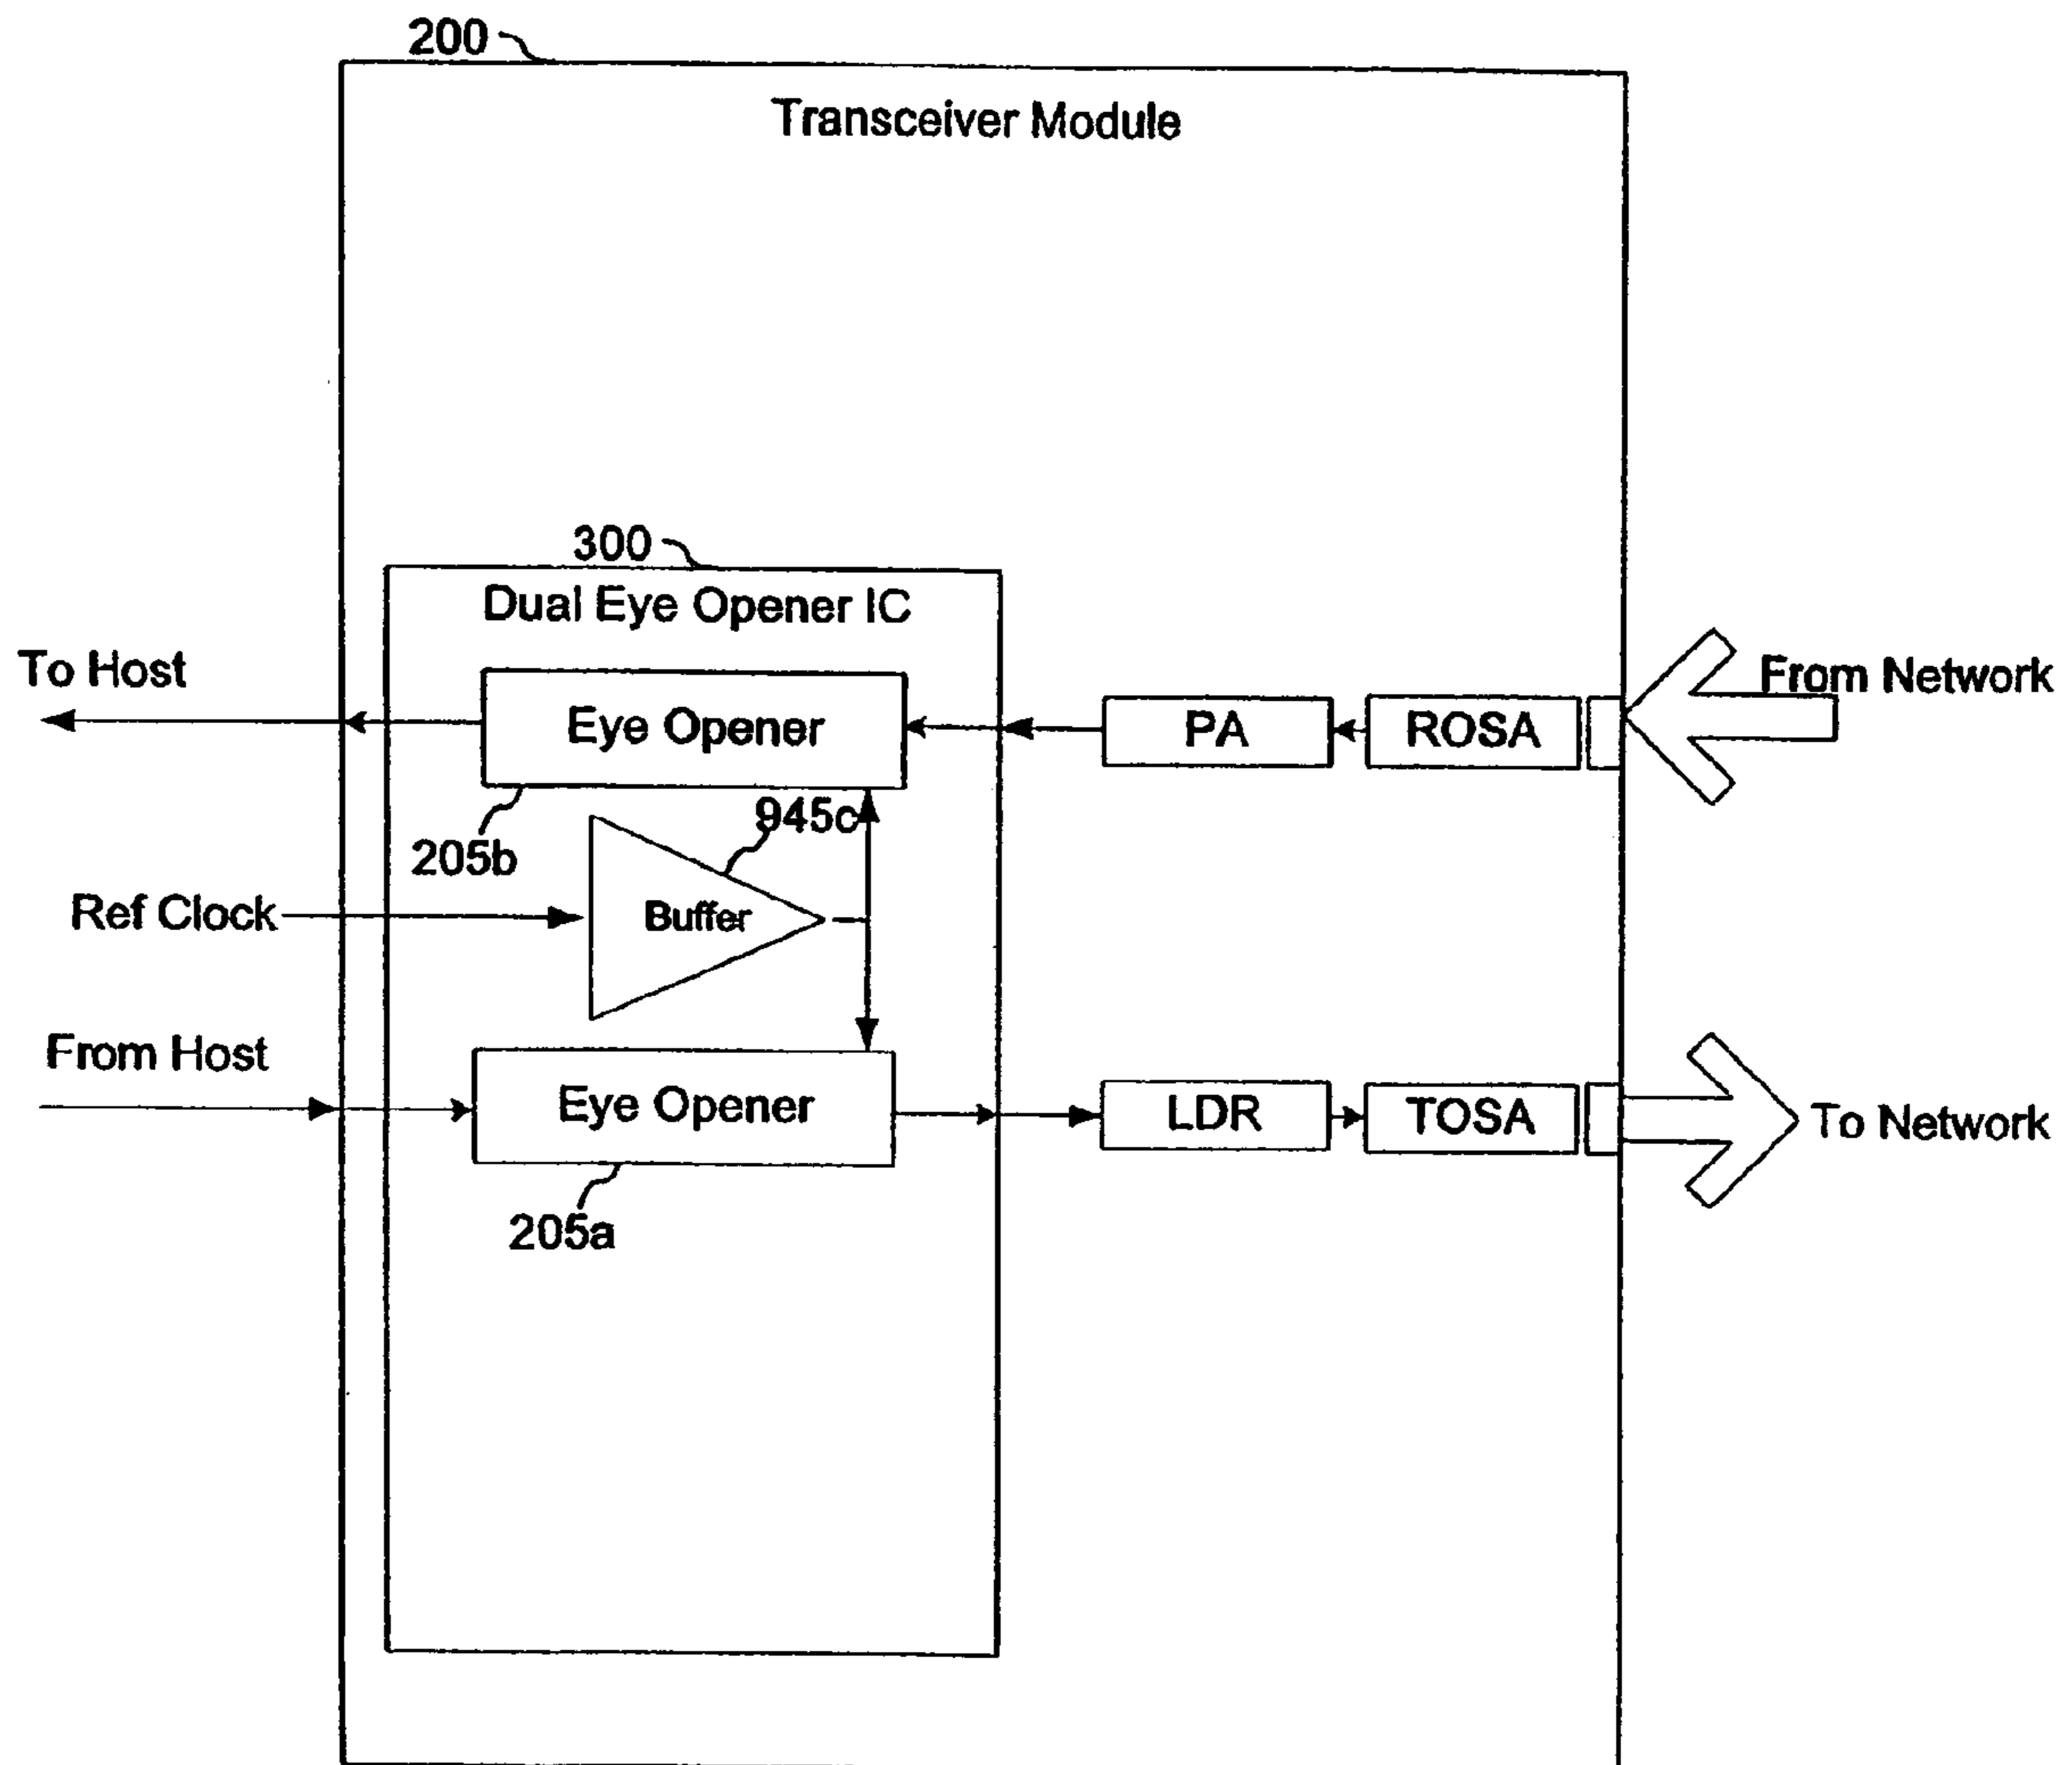 200
Transceiver Module
300
Dual Eye Opener IC
To Host
From Network
Eye Opener
PA
ROSA
945c
205b
Ref Clock
Buffer
From Host
Eye Opener
LDR
TOSA
To Network
205a